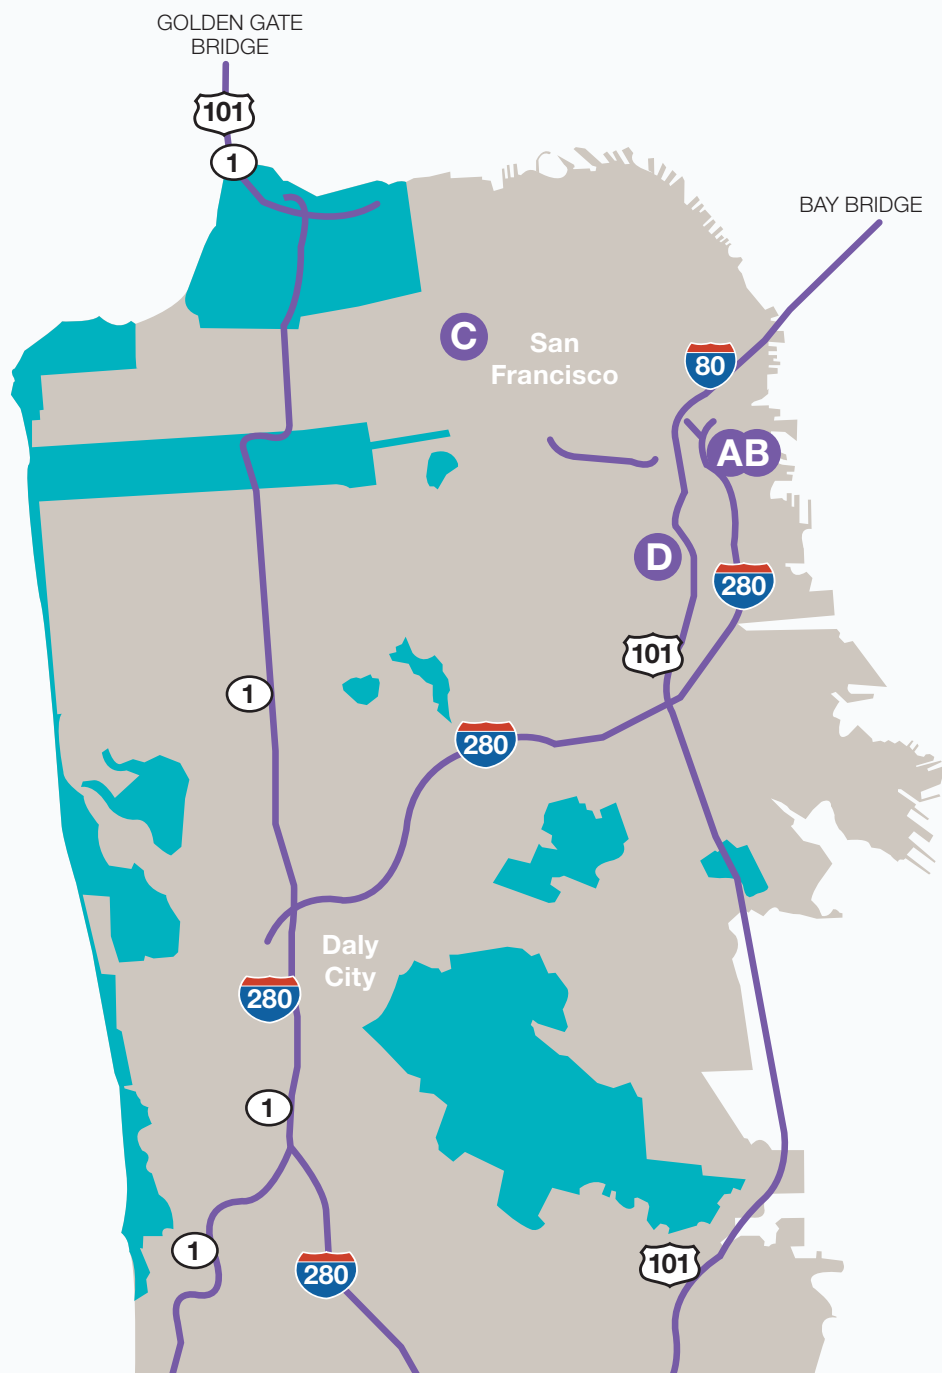 GOLDEN GATE
BRIDGE
101
1
BAY BRIDGE
C
San
Francisco
80
AB
D
280
101
1
280
Daly
City
280
1
1
280
101